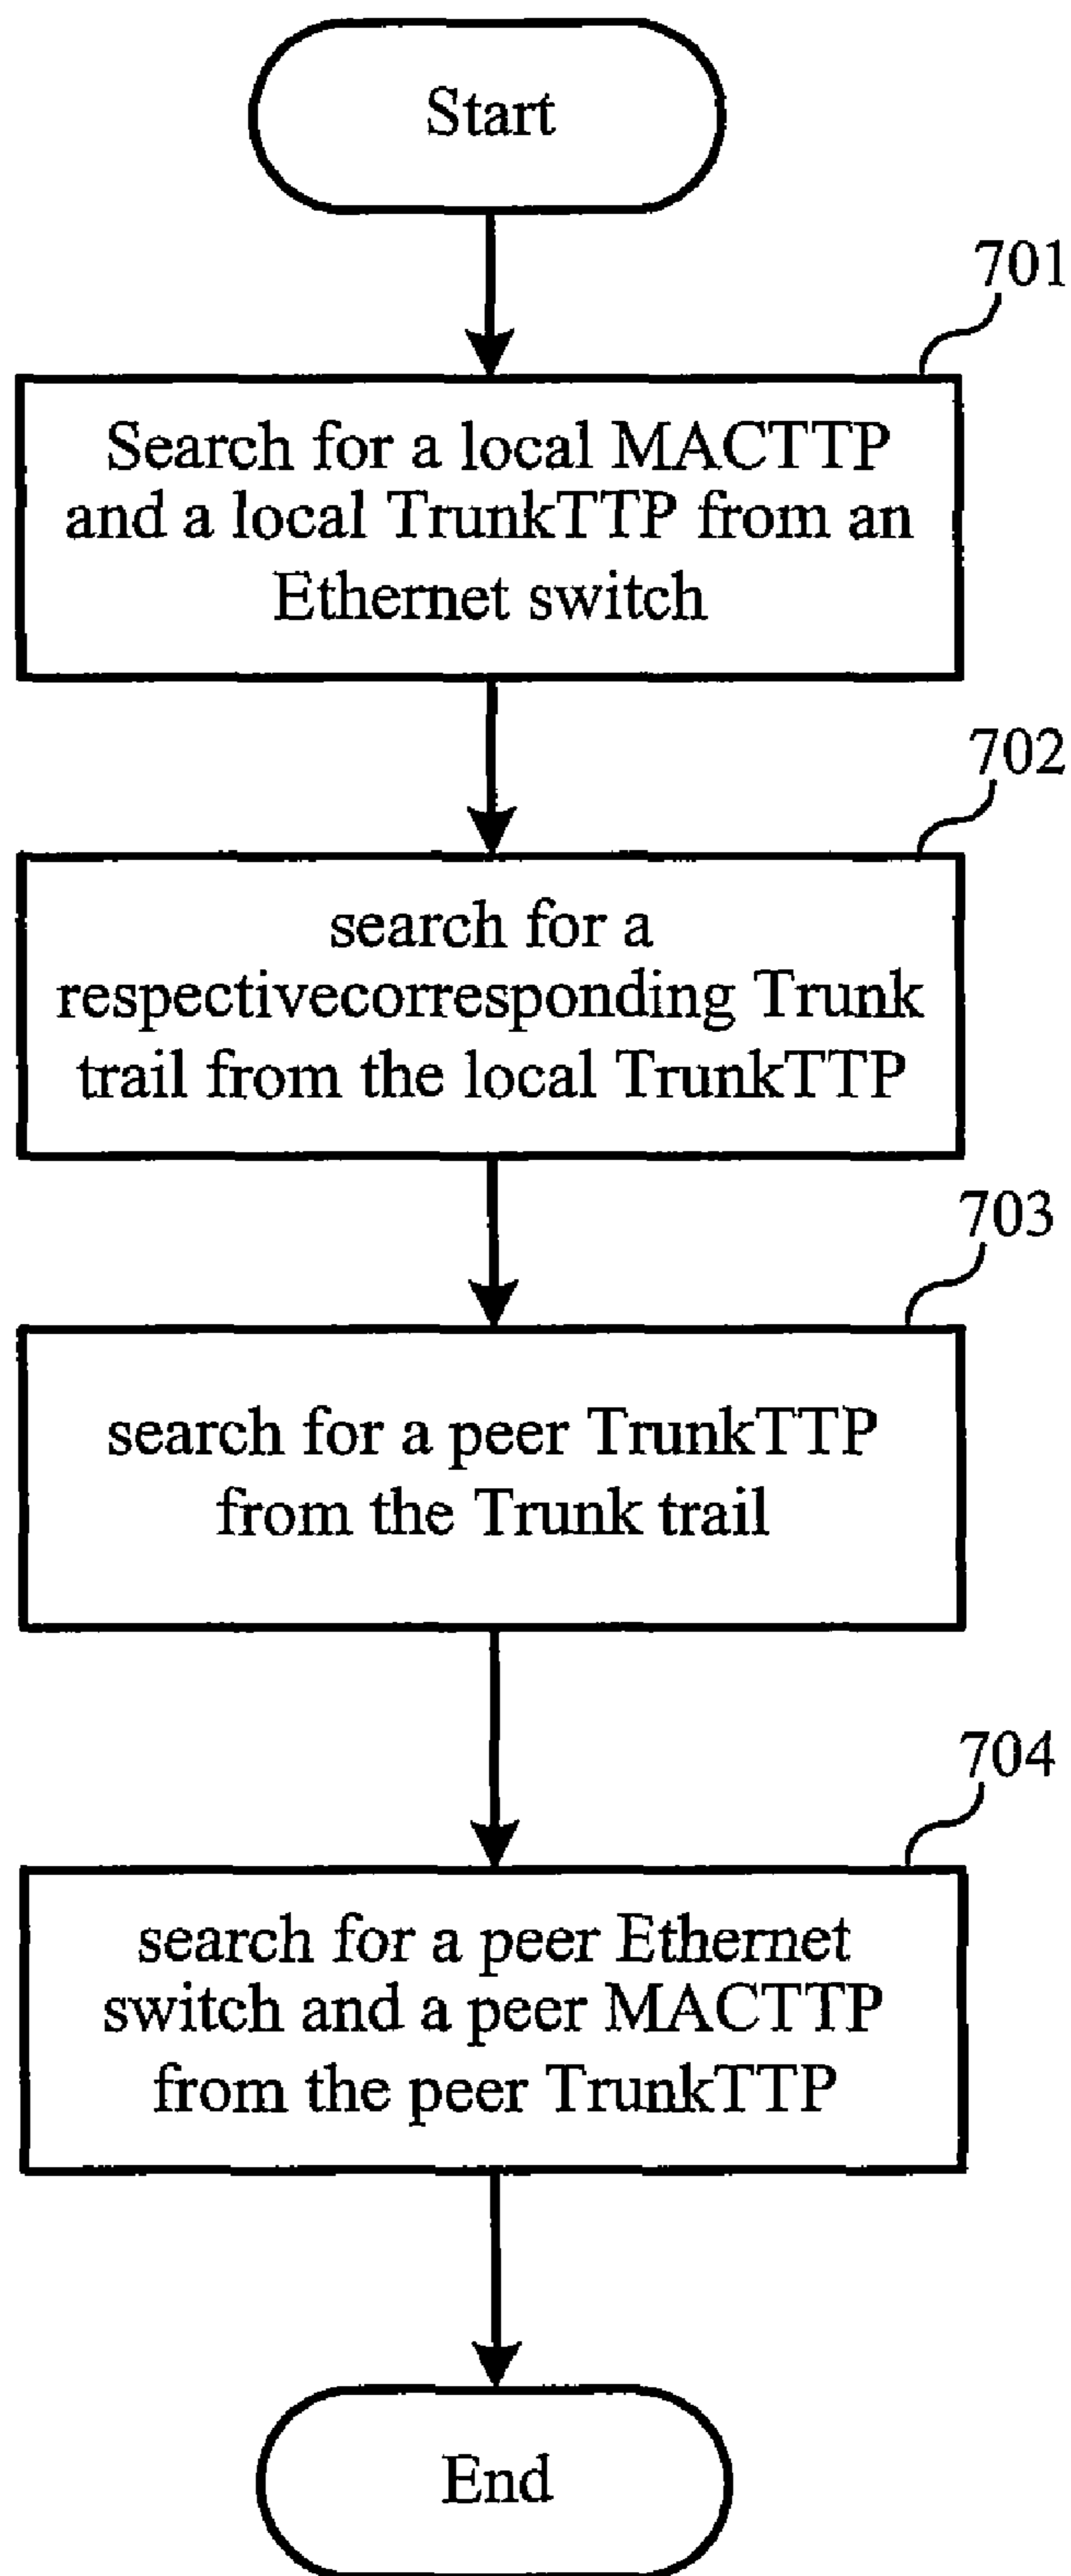 Start
701
Search for a local MACTTP
and a local TrunkTTP from an
Ethernet switch
702
search for a
respectivecorresponding Trunk
trail from the local TrunkTTP
703
search for a peer TrunkTTP
from the Trunk trail
704
search for a peer Ethernet
switch and a peer MACTTP
from the peer TrunkTTP
End